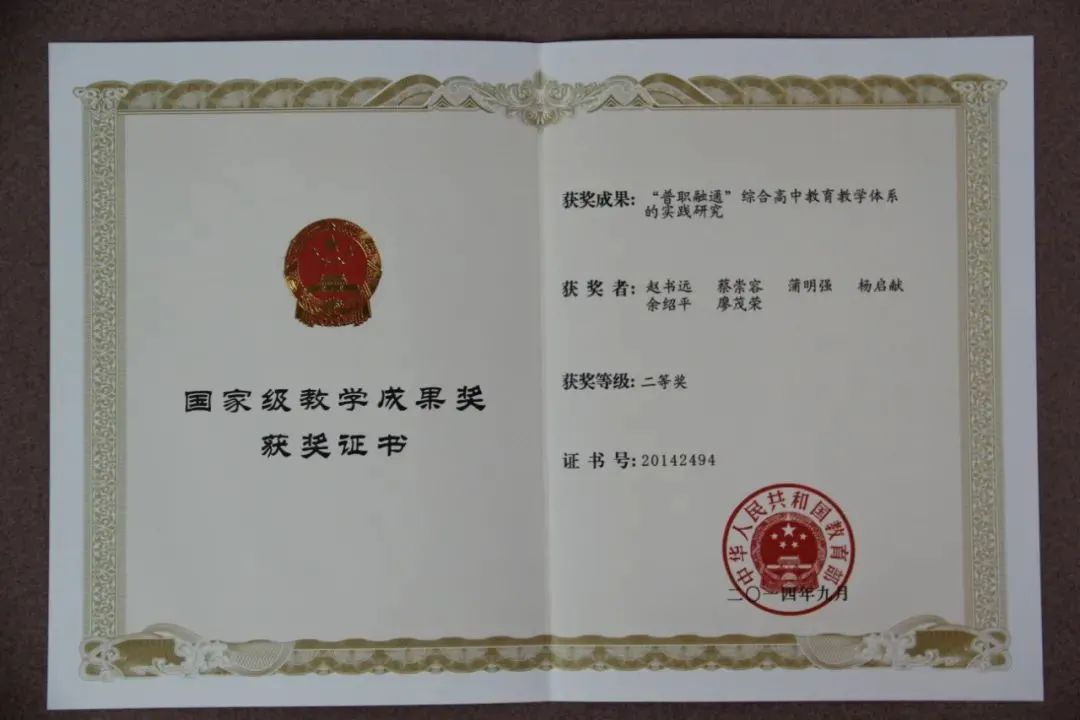 国家级教学成果奖
获奖证书
获奖成果:“普职融通”综合高中教育教学体系
的实践研究
获 奖 者:赵书远 蔡崇容 蒲明强 杨启献
余绍平 廖茂荣
获奖等级:二等奖
证 书 号:20142494
中华人民共和国教育部
二〇一四年九月